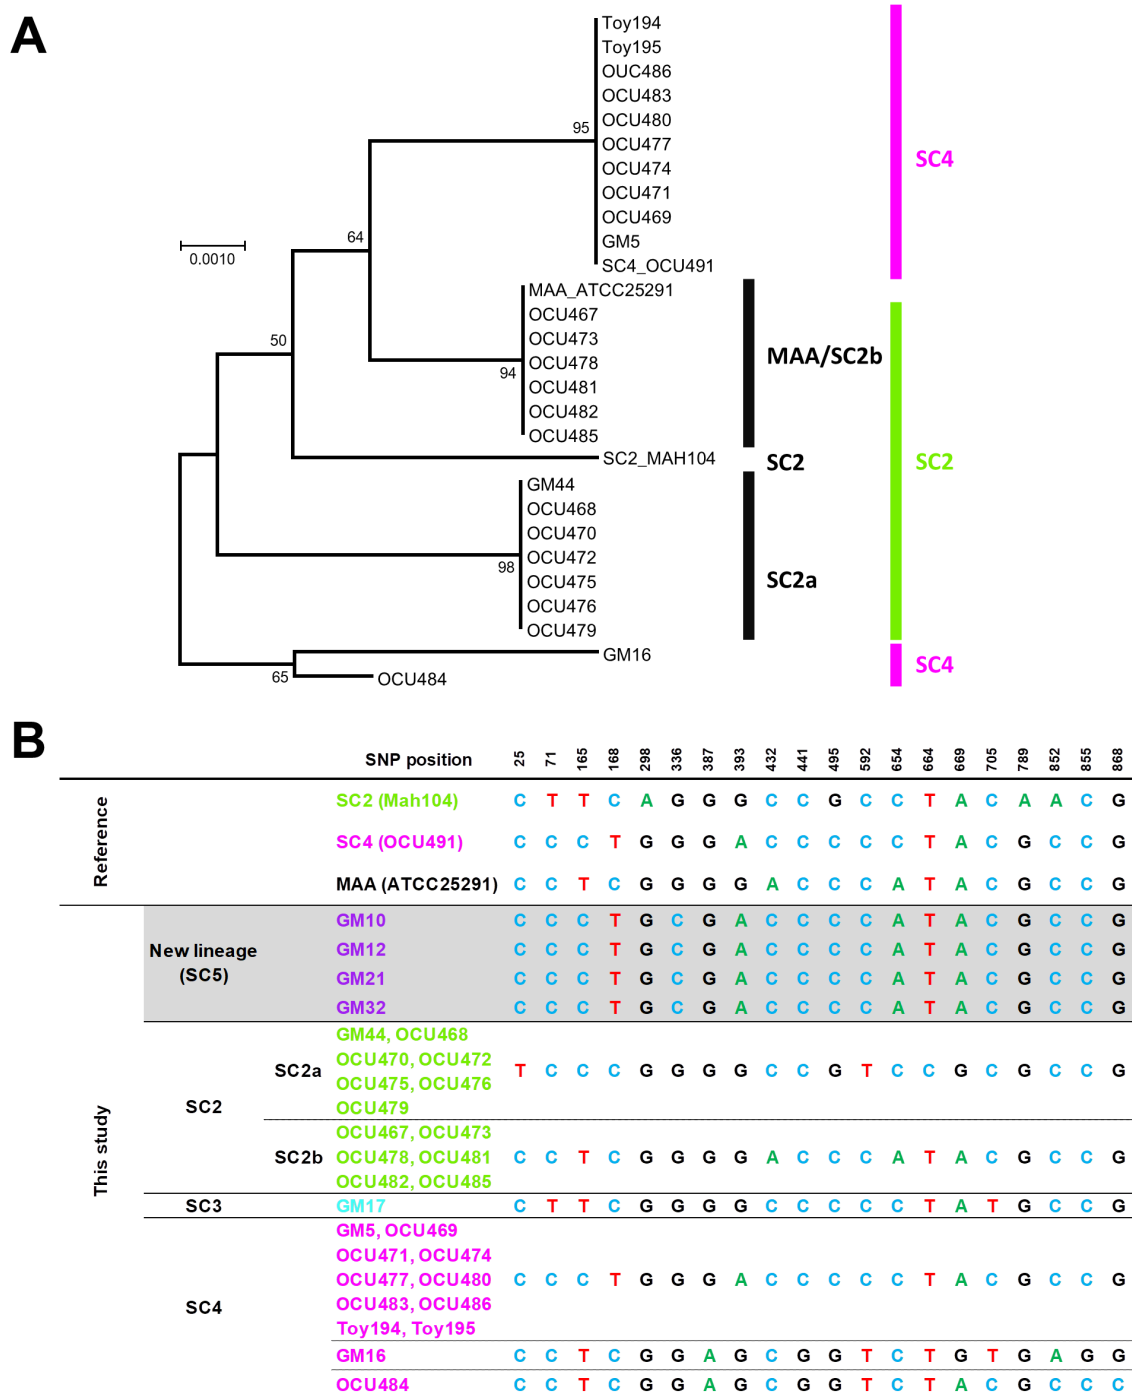 A
Toy194
Toy195
OUC486
OCU483
OCU480
OCU477
OCU474
OCU471
OCU469
GM5
SC4_OCU491
95
SC4
64
0.0010
MAA_ATCC25291
OCU467
OCU473
OCU478
OCU481
OCU482
OCU485
50
94
MAA/SC2b
SC2_MAH104
SC2
SC2
GM44
OCU468
OCU470
OCU472
OCU475
OCU476
OCU479
98
SC2a
GM16
OCU484
65
SC4
B
SNP position 25 71 165 168 298 336 387 393 432 441 495 592 654 664 669 705 789 852 855 868
Reference
SC2 (Mah104) C T T C A G G G C C G C C T A C A A C G
SC4 (OCU491) C C C T G G G A C C C C C T A C G C C G
MAA (ATCC25291) C C T C G G G G A C C C A T A C G C C G
This study
New lineage
(SC5)
GM10 C C C T G C G A C C C C A T A C G C C G
GM12 C C C T G C G A C C C C A T A C G C C G
GM21 C C C T G C G A C C C C A T A C G C C G
GM32 C C C T G C G A C C C C A T A C G C C G
SC2
SC2a
GM44, OCU468
OCU470, OCU472
OCU475, OCU476
OCU479
T C C C G G G G C C G T C C G C G C C G
SC2b
OCU467, OCU473
OCU478, OCU481
OCU482, OCU485
C C T C G G G G A C C C A T A C G C C G
SC3 GM17 C T T C G G G G C C C C C T A T G C C G
SC4
GM5, OCU469
OCU471, OCU474
OCU477, OCU480
OCU483, OCU486
Toy194, Toy195
C C C T G G G A C C C C C T A C G C C G
GM16 C C T C G G A G C G G T C T G T G A G G
OCU484 C C T C G G A G C G G T C T A C G C C C